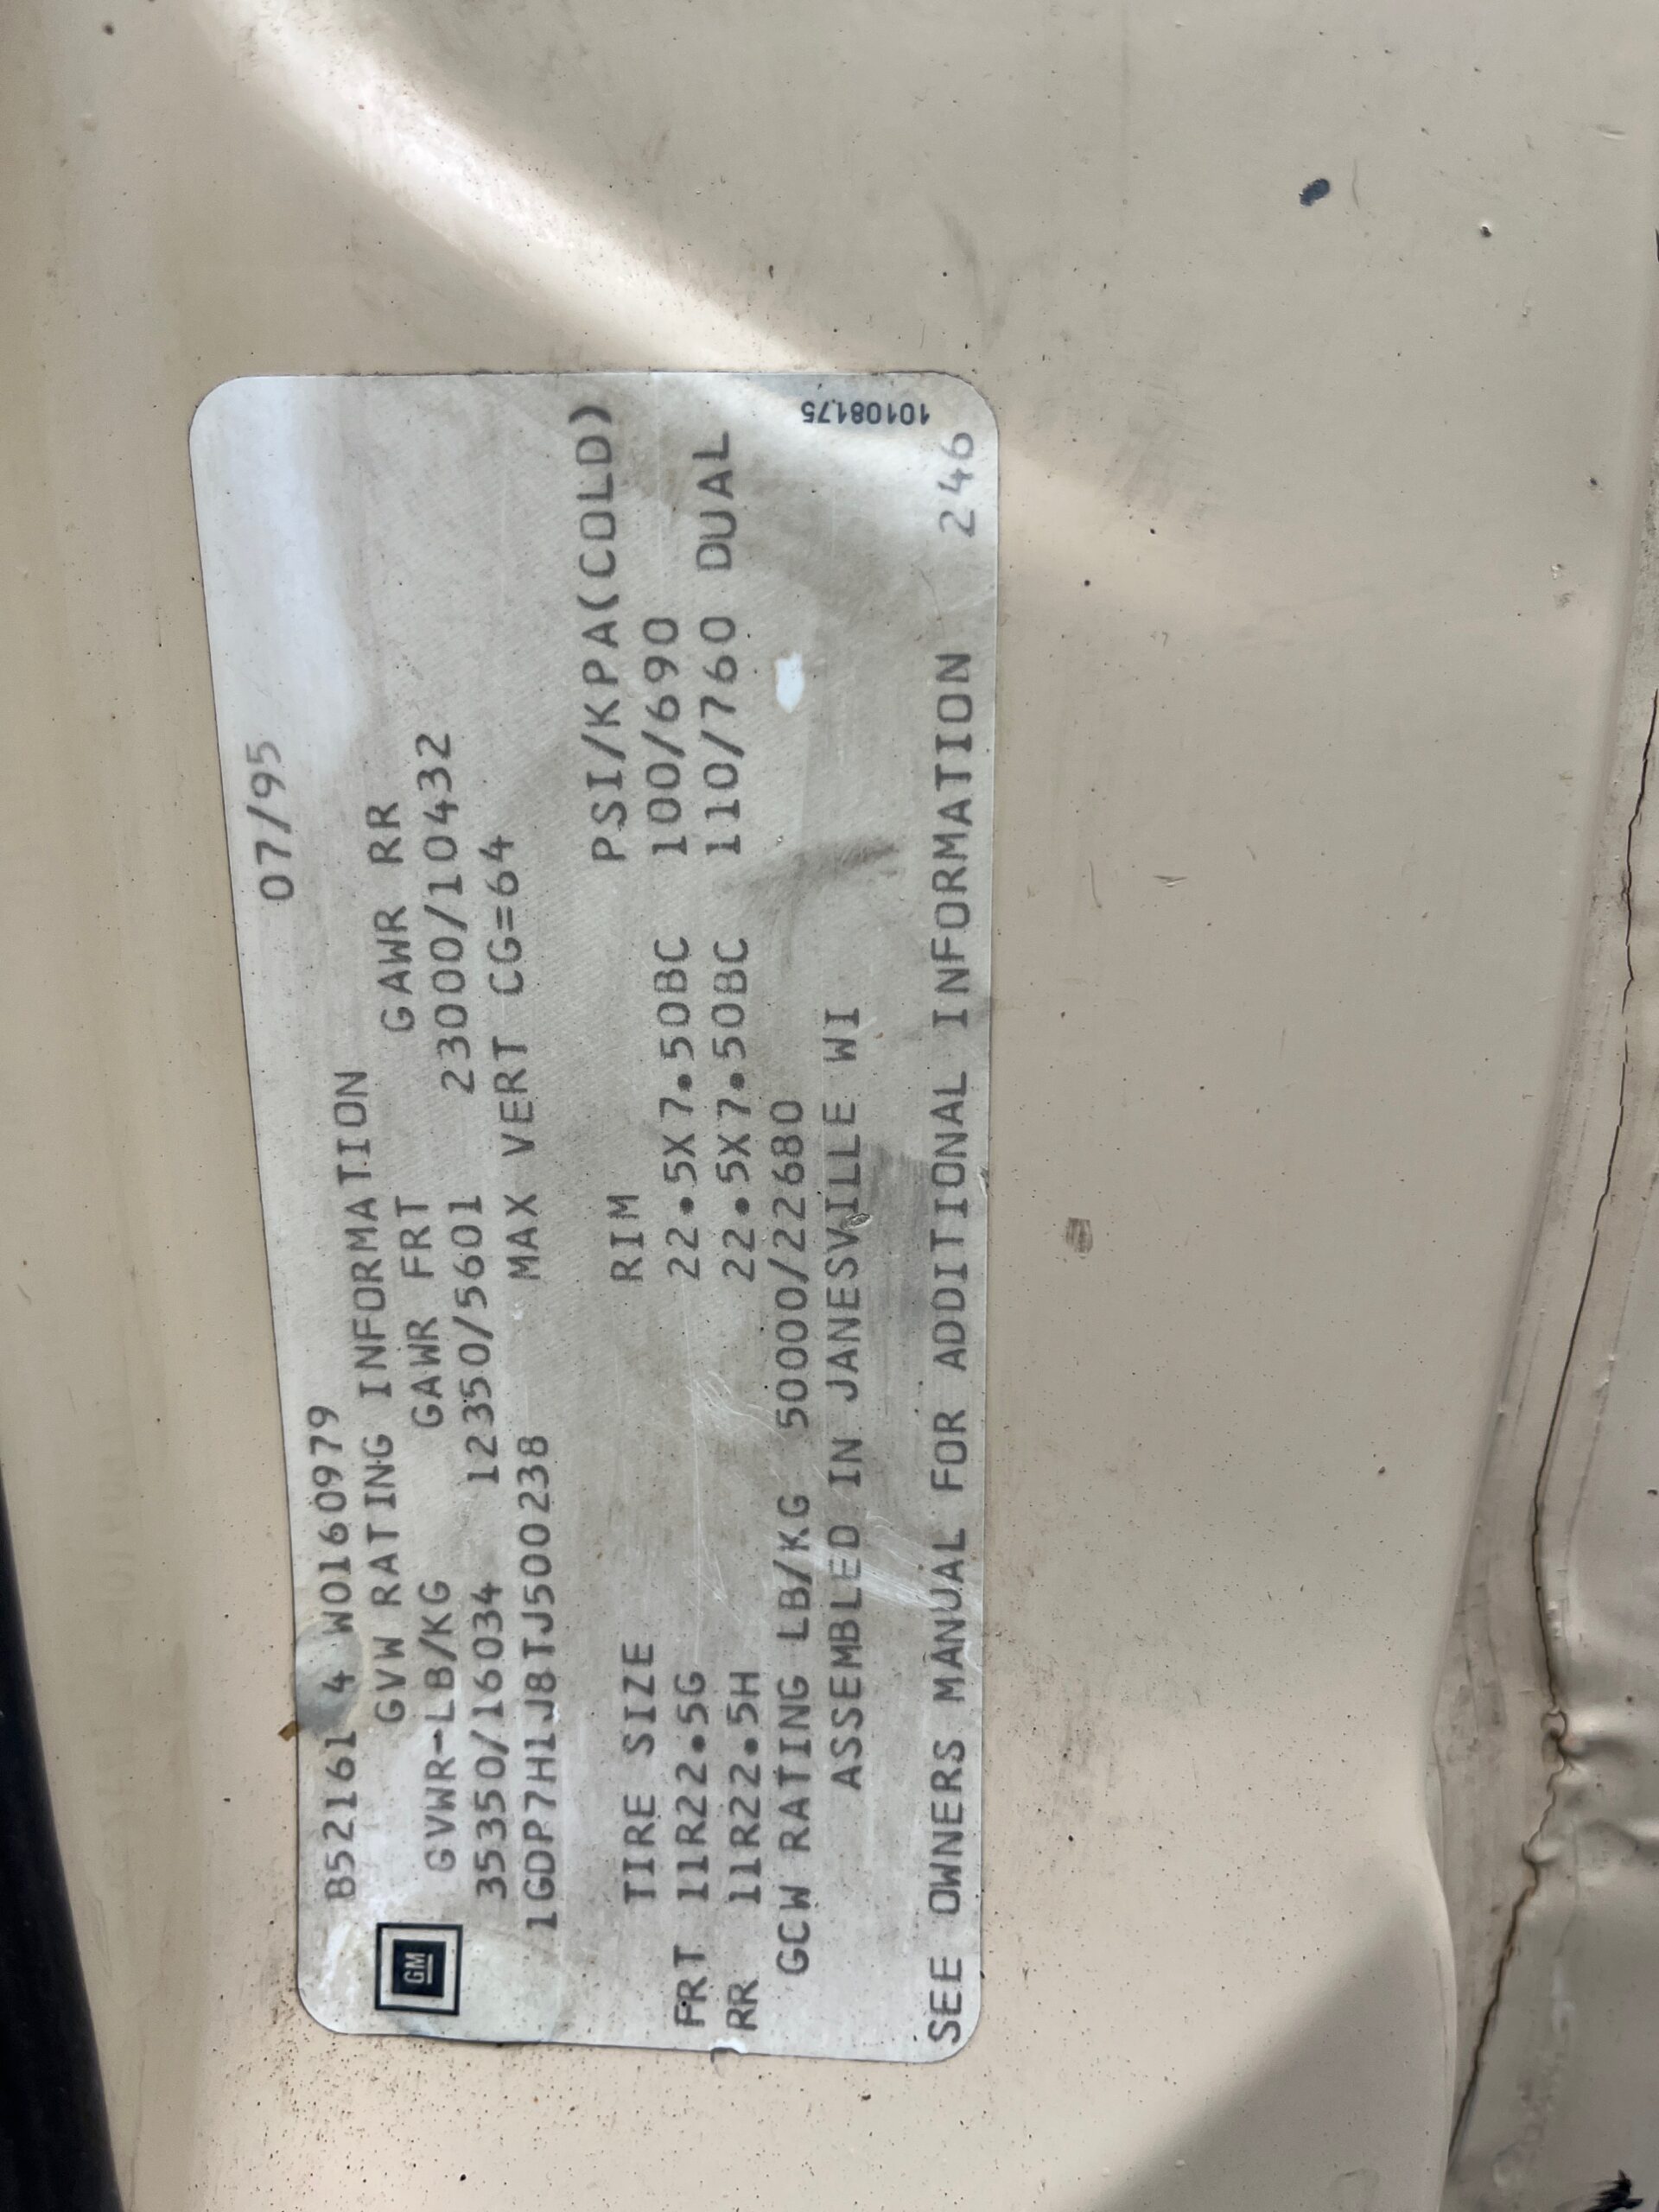 07/95
B52161 4 W0160979
GVW RATING INFORMATION
GVWR-LB/KG GAWR FRT GAWR RR
35350/16034 12350/5601 23000/10432
1GDP7H1J8TJ500238 MAX VERT CG=64
TIRE SIZE RIM PSI/KPA(COLD)
FRT 11R22.5G 22.5X7.50BC 100/690
RR 11R22.5H 22.5X7.50BC 110/760 DUAL
GCW RATING LB/KG 50000/22680
ASSEMBLED IN JANESVILLE WI
SEE OWNERS MANUAL FOR ADDITIONAL INFORMATION 246
GM
10108175